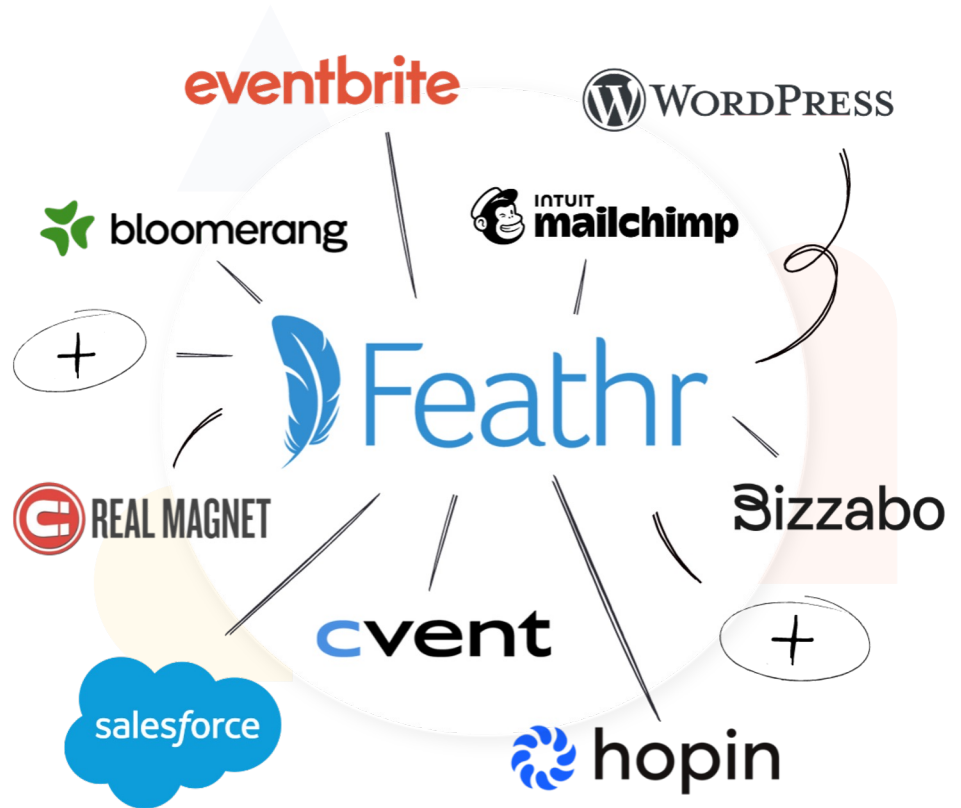 eventbrite
WORDPRESS
bloomerang
INTUIT
mailchimp
+
Feathr
REAL MAGNET
Bizzabo
cvent
+
salesforce
hopin